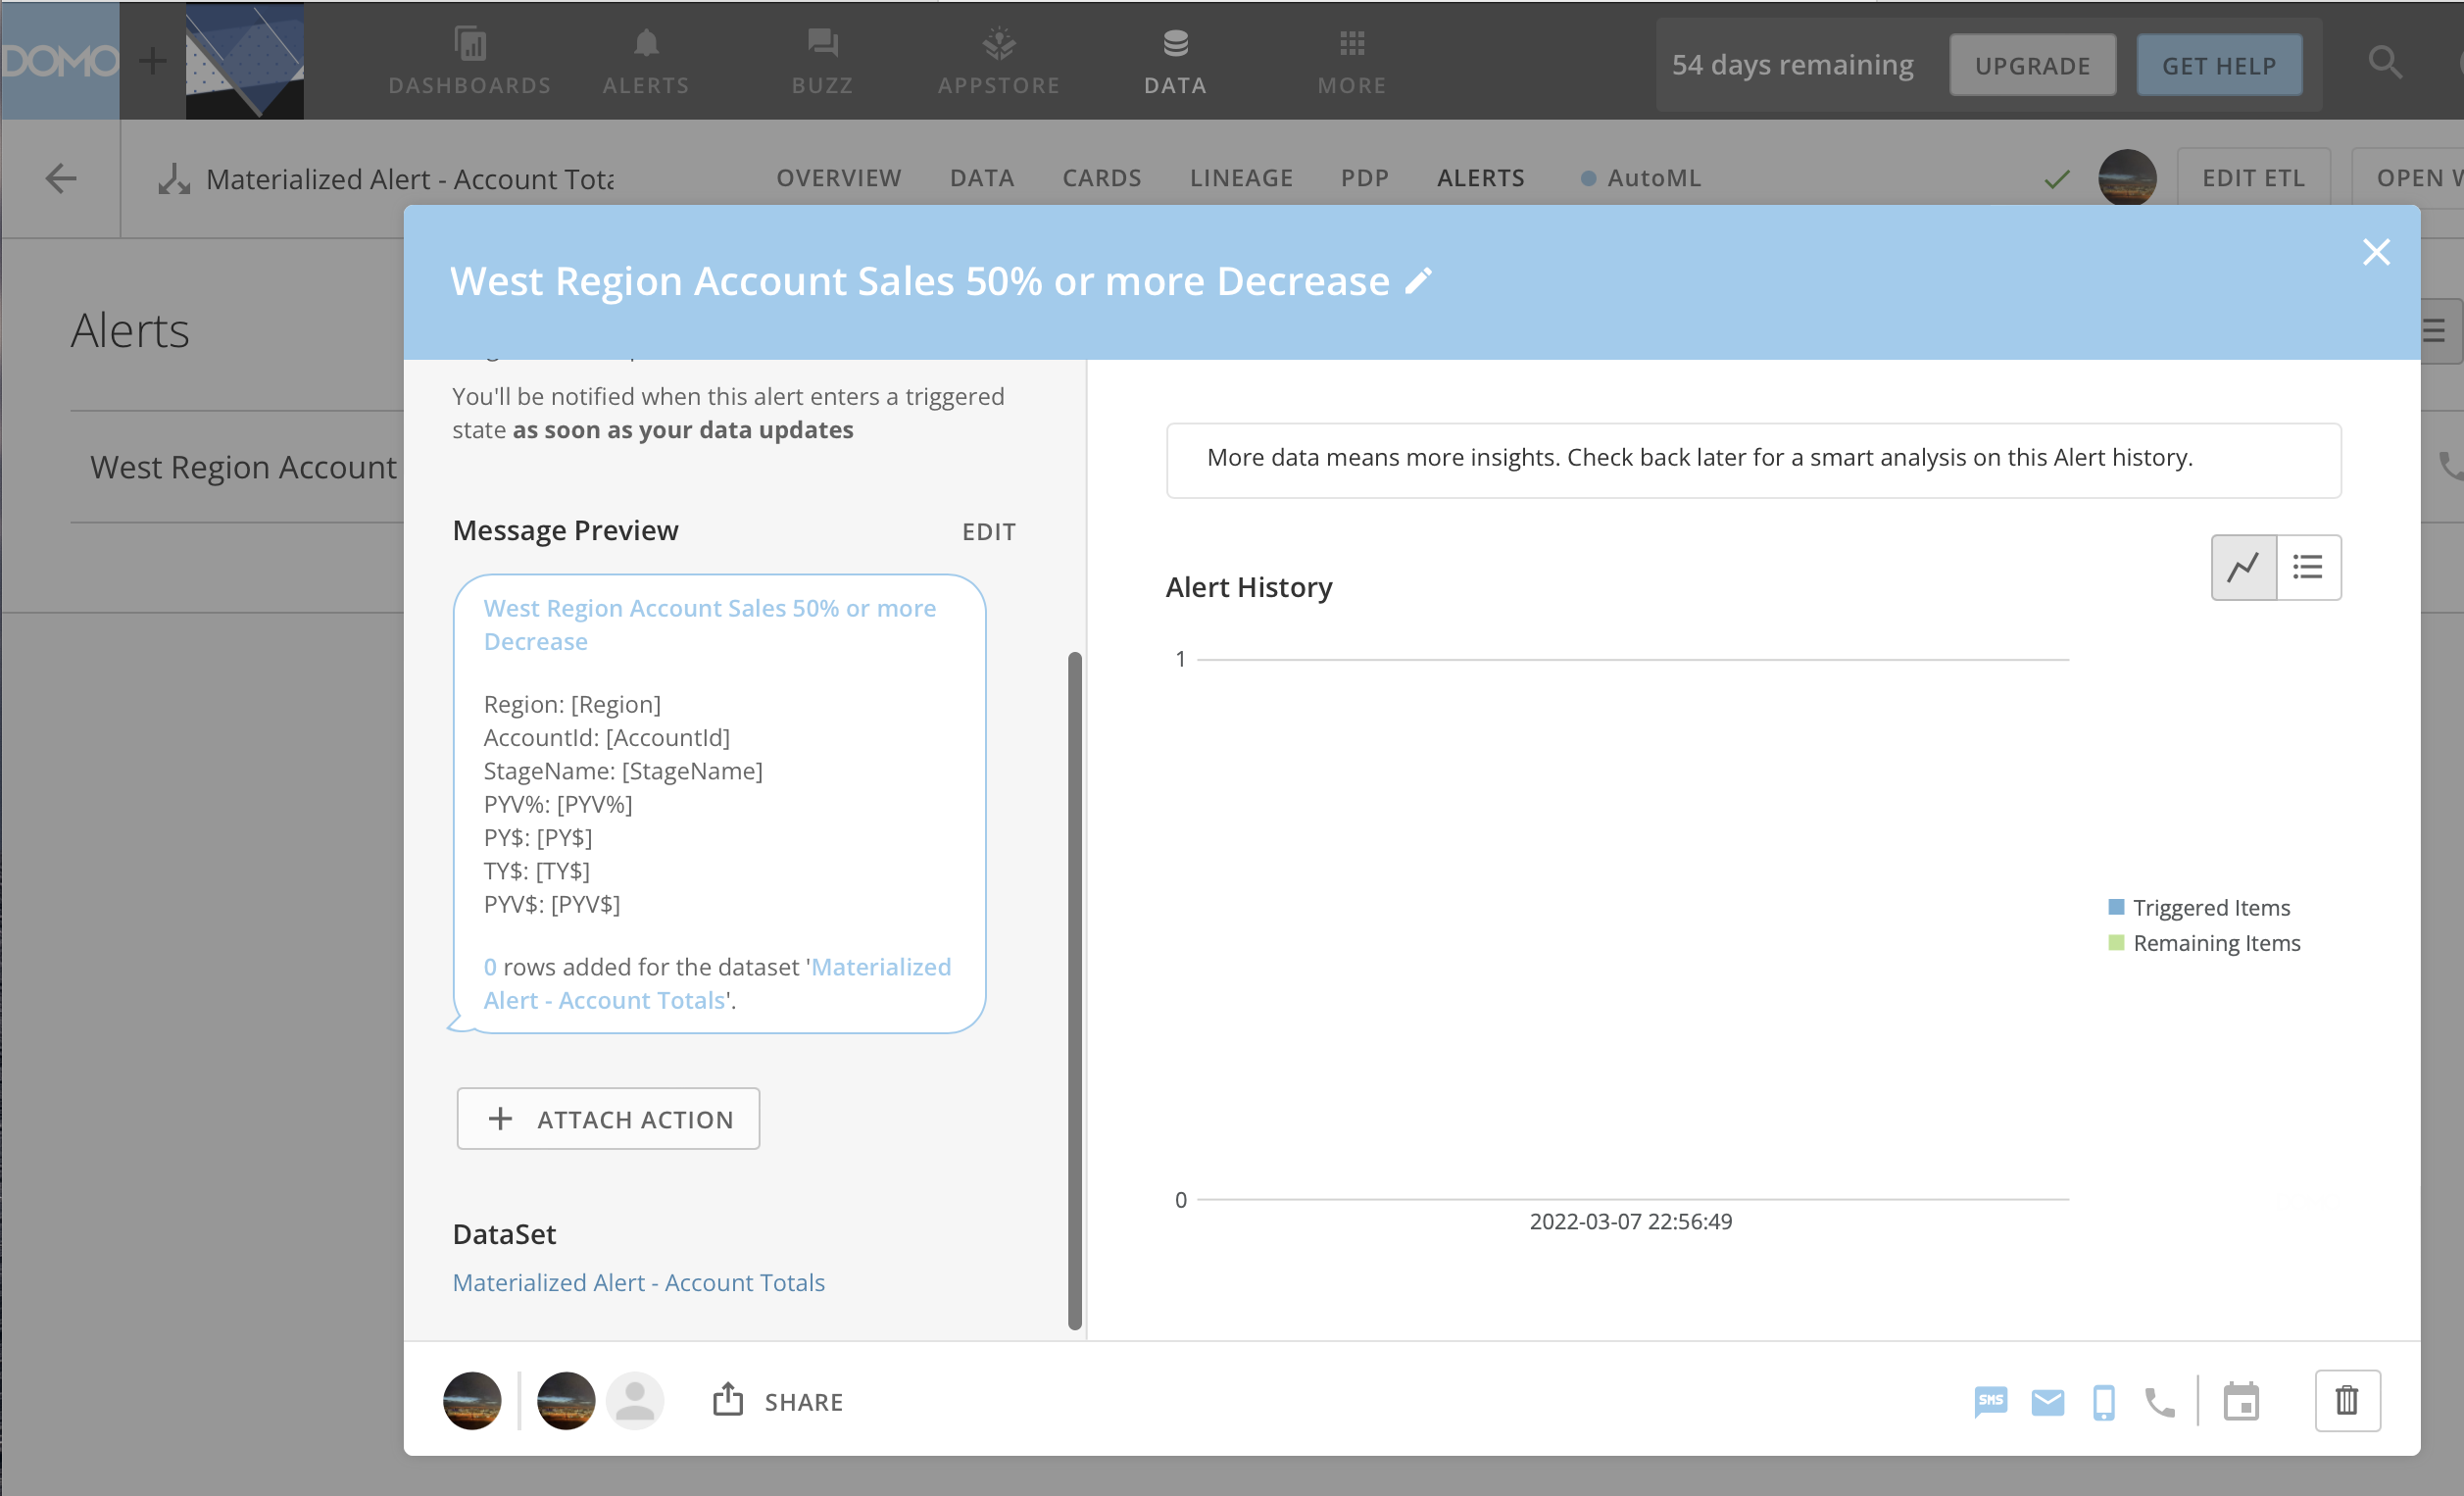 DOMO
DASHBOARDS
ALERTS
BUZZ
APPSTORE
DATA
MORE
54 days remaining
UPGRADE
GET HELP
Materialized Alert - Account Tota
OVERVIEW
DATA
CARDS
LINEAGE
PDP
ALERTS
AutoML
EDIT ETL
OPEN W
West Region Account Sales 50% or more Decrease
Alerts
West Region Account
You'll be notified when this alert enters a triggered
state as soon as your data updates
Message Preview
EDIT
West Region Account Sales 50% or more
Decrease
Region: [Region]
AccountId: [AccountId]
StageName: [StageName]
PYV%: [PYV%]
PY$: [PY$]
TY$: [TY$]
PYV$: [PYV$]
0 rows added for the dataset 'Materialized
Alert - Account Totals'.
ATTACH ACTION
DataSet
Materialized Alert - Account Totals
More data means more insights. Check back later for a smart analysis on this Alert history.
Alert History
1
0
2022-03-07 22:56:49
Triggered Items
Remaining Items
SHARE
SMS